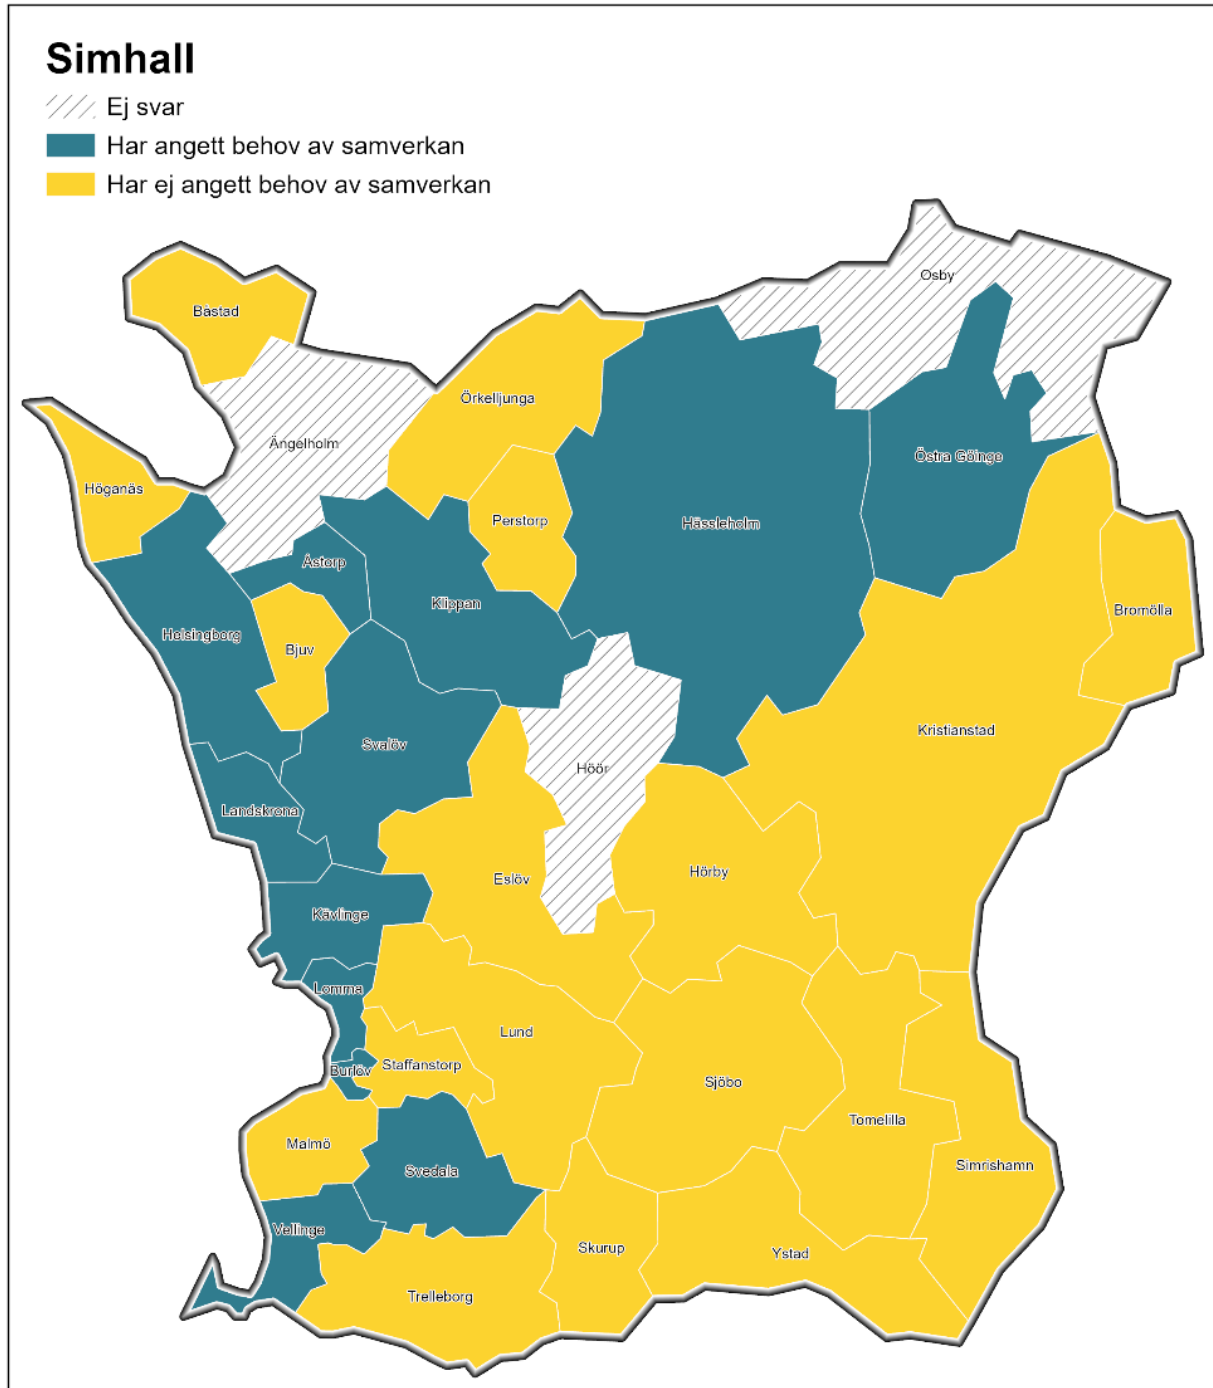 Simhall
Ej svar
Har angett behov av samverkan
Har ej angett behov av samverkan
Osby
Båstad
Örkelljunga
Ängelholm
Östra Göinge
Höganäs
Perstorp
Hässleholm
Åstorp
Klippan
Bromölla
Helsingborg
Bjuv
Kristianstad
Svalöv
Höör
Landskrona
Hörby
Eslöv
Kävlinge
Lomma
Lund
Staffanstorp
Burlöv
Sjöbo
Tomelilla
Malmö
Simrishamn
Svedala
Vellinge
Skurup
Ystad
Trelleborg